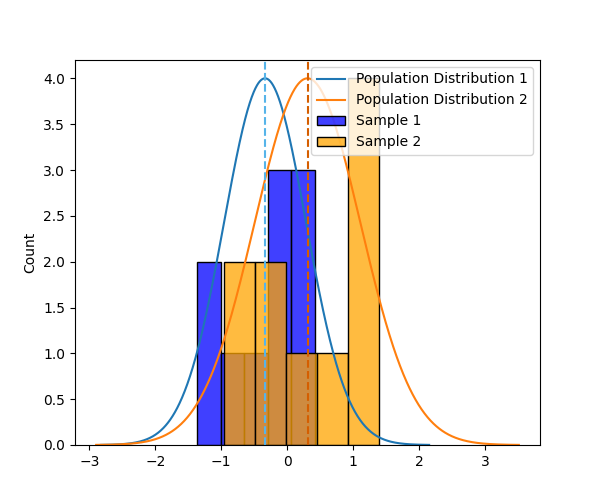 Population Distribution 1
Population Distribution 2
Sample 1
Sample 2
Count
4.0
3.5
3.0
2.5
2.0
1.5
1.0
0.5
0.0
−3 −2 −1 0 1 2 3